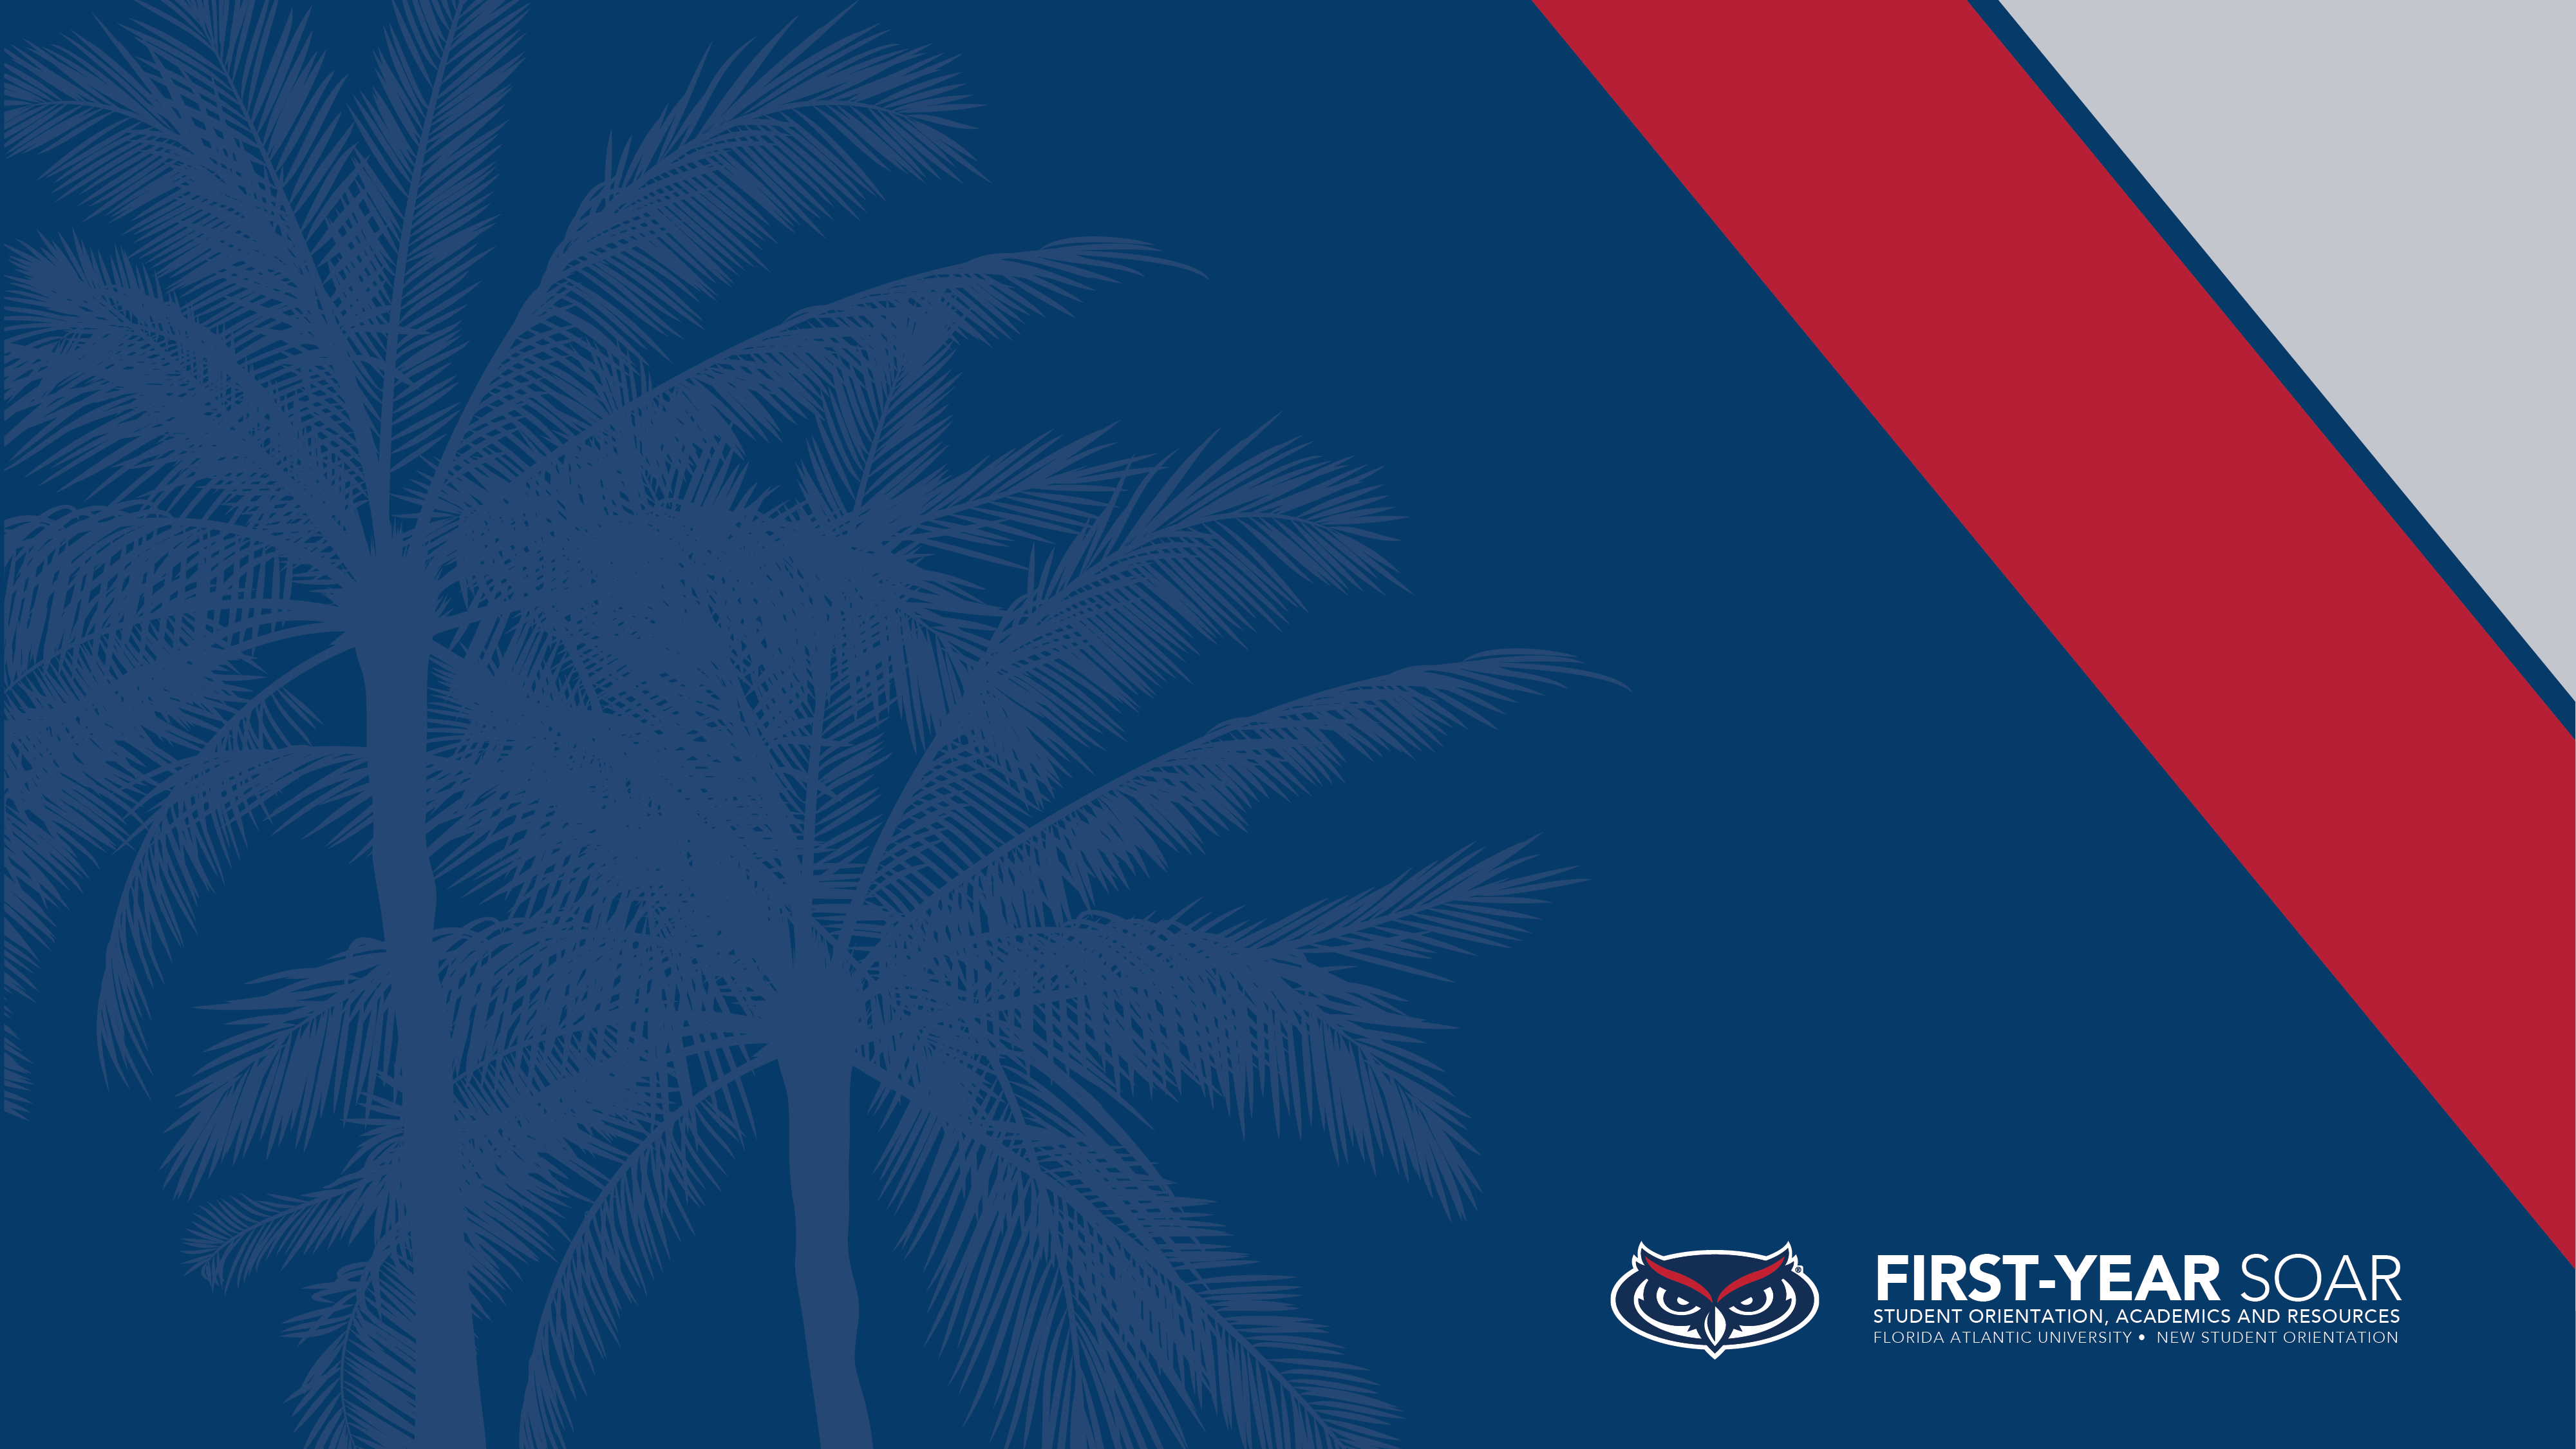 FIRST-YEAR SOAR
STUDENT ORIENTATION, ACADEMICS AND RESOURCES
FLORIDA ATLANTIC UNIVERSITY • NEW STUDENT ORIENTATION